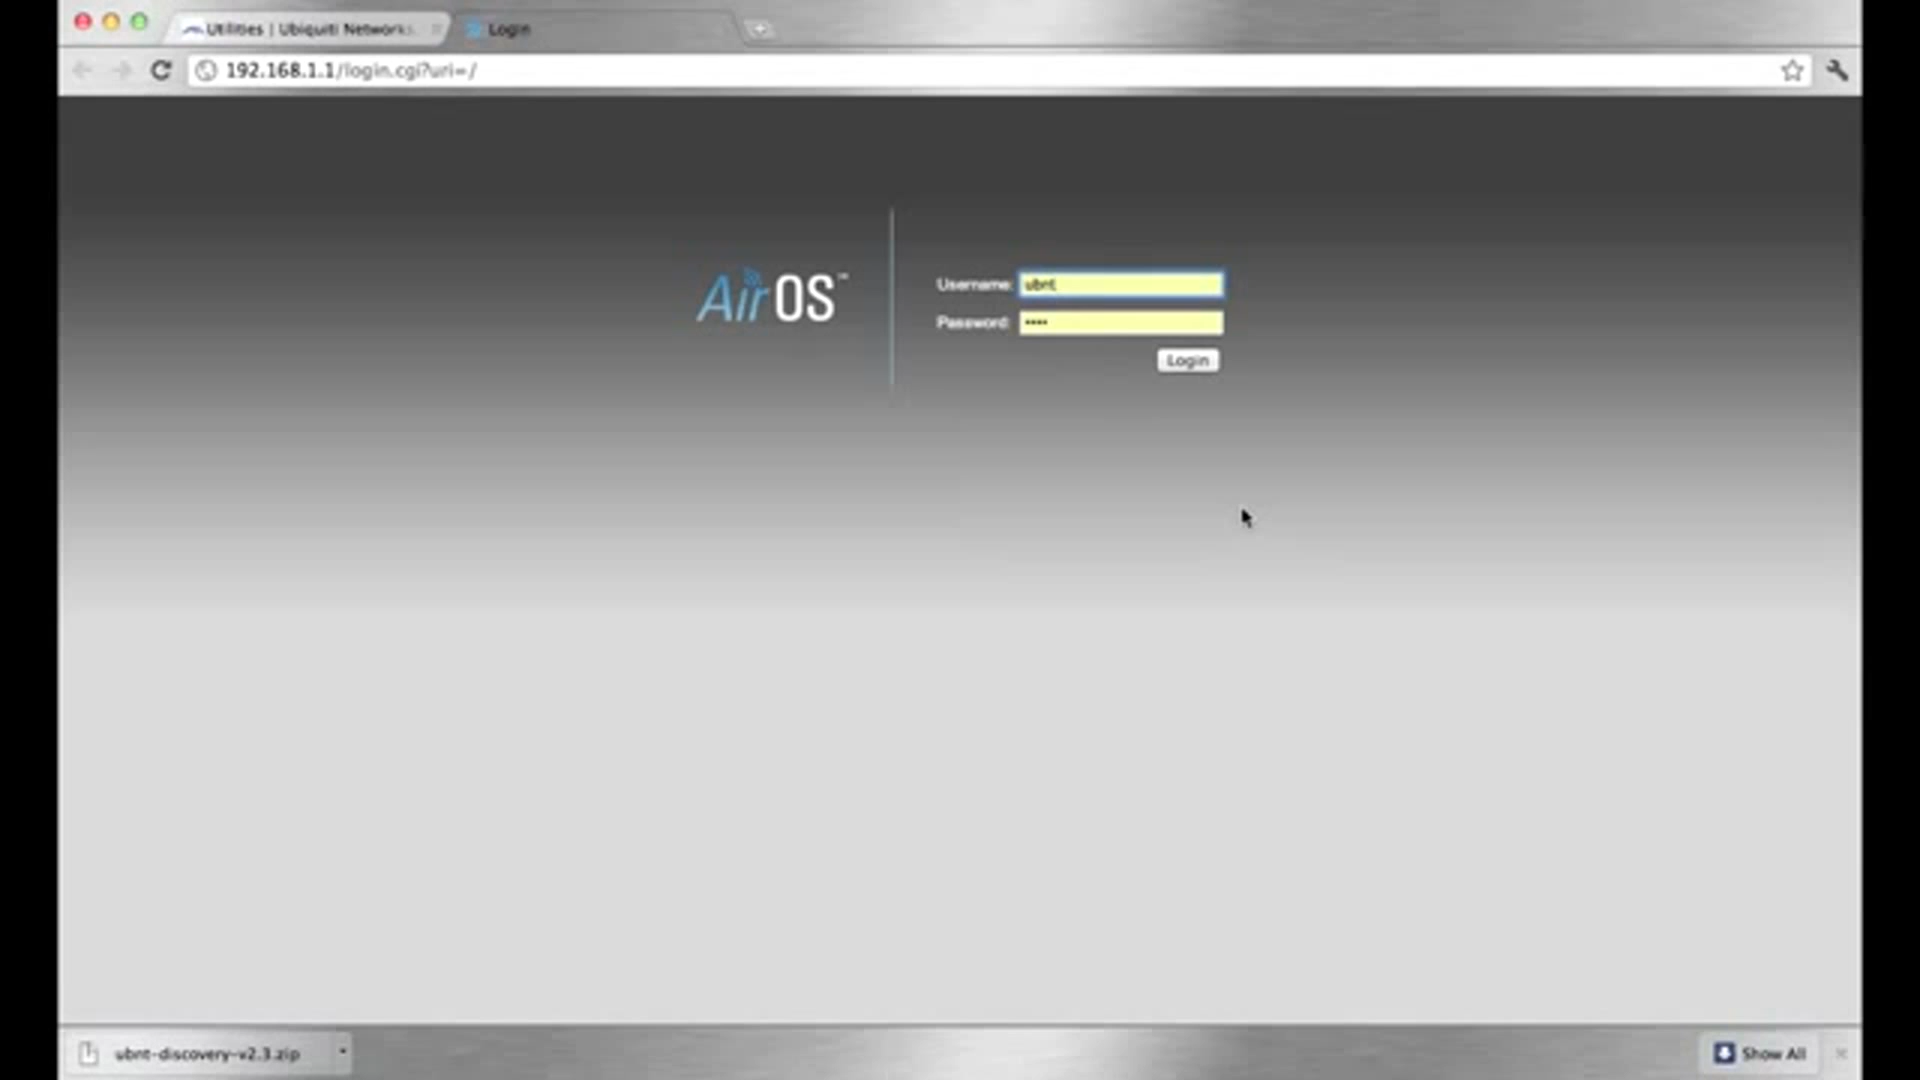 Utilities | Ubiquiti Networks
Login
192.168.1.1/login.cgi?uri=/
AirOS™
Username: ubnt
Password: ••••
Login
ubnt-discovery-v2.3.zip
Show All